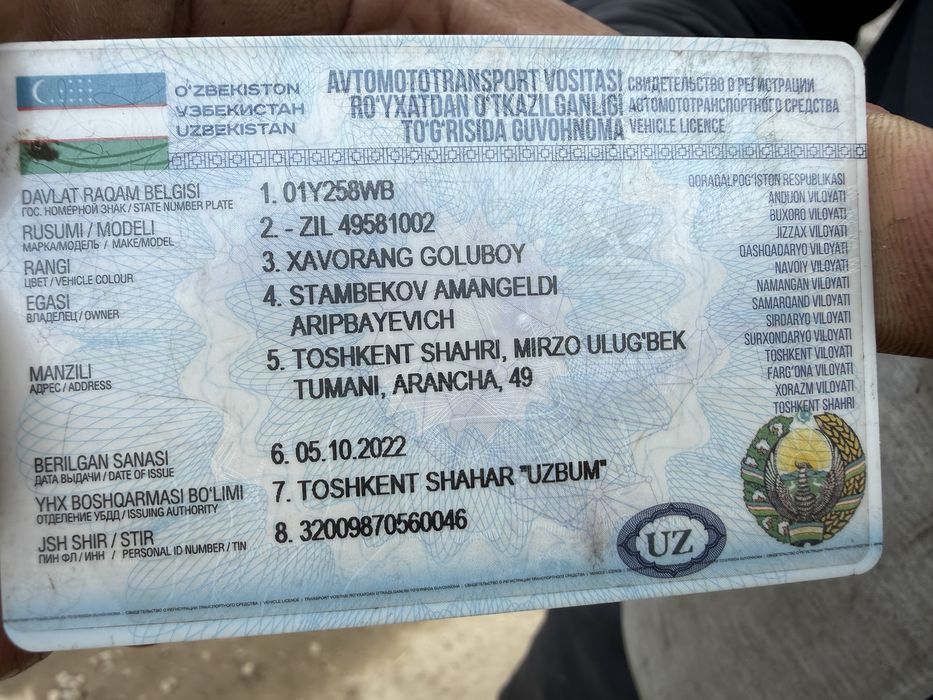 O'ZBEKISTON
ЎЗБЕКИСТАН
UZBEKISTAN
AVTOMOTOTRANSPORT VOSITASI
RO'YXATDAN O'TKAZILGANLIGI
TO'G'RISIDA GUVOHNOMA
СВИДЕТЕЛЬСТВО О РЕГИСТРАЦИИ
АВТОМОТОТРАНСПОРТНОГО СРЕДСТВА
VEHICLE LICENCE
DAVLAT RAQAM BELGISI
ГОС. НОМЕРНОЙ ЗНАК / STATE NUMBER PLATE
1. 01Y258WB
RUSUMI / MODELI
МАРКА/МОДЕЛЬ / MAKE/MODEL
2. - ZIL 49581002
RANGI
ЦВЕТ / VEHICLE COLOUR
3. XAVORANG GOLUBOY
EGASI
ВЛАДЕЛЕЦ / OWNER
4. STAMBEKOV AMANGELDI
ARIPBAYEVICH
MANZILI
АДРЕС / ADDRESS
5. TOSHKENT SHAHRI, MIRZO ULUG'BEK
TUMANI, ARANCHA, 49
BERILGAN SANASI
ДАТА ВЫДАЧИ / DATE OF ISSUE
6. 05.10.2022
YHX BOSHQARMASI BO'LIMI
ОТДЕЛЕНИЕ УБДД / ISSUING AUTHORITY
7. TOSHKENT SHAHAR "UZBUM"
JSH SHIR / STIR
ПИН ФЛ / ИНН / PERSONAL ID NUMBER / TIN
8. 32009870560046
QORAQALPOG'ISTON RESPUBLIKASI
ANDIJON VILOYATI
BUXORO VILOYATI
JIZZAX VILOYATI
QASHQADARYO VILOYATI
NAVOIY VILOYATI
NAMANGAN VILOYATI
SAMARQAND VILOYATI
SIRDARYO VILOYATI
SURXONDARYO VILOYATI
TOSHKENT VILOYATI
FARG'ONA VILOYATI
XORAZM VILOYATI
TOSHKENT SHAHRI
UZ